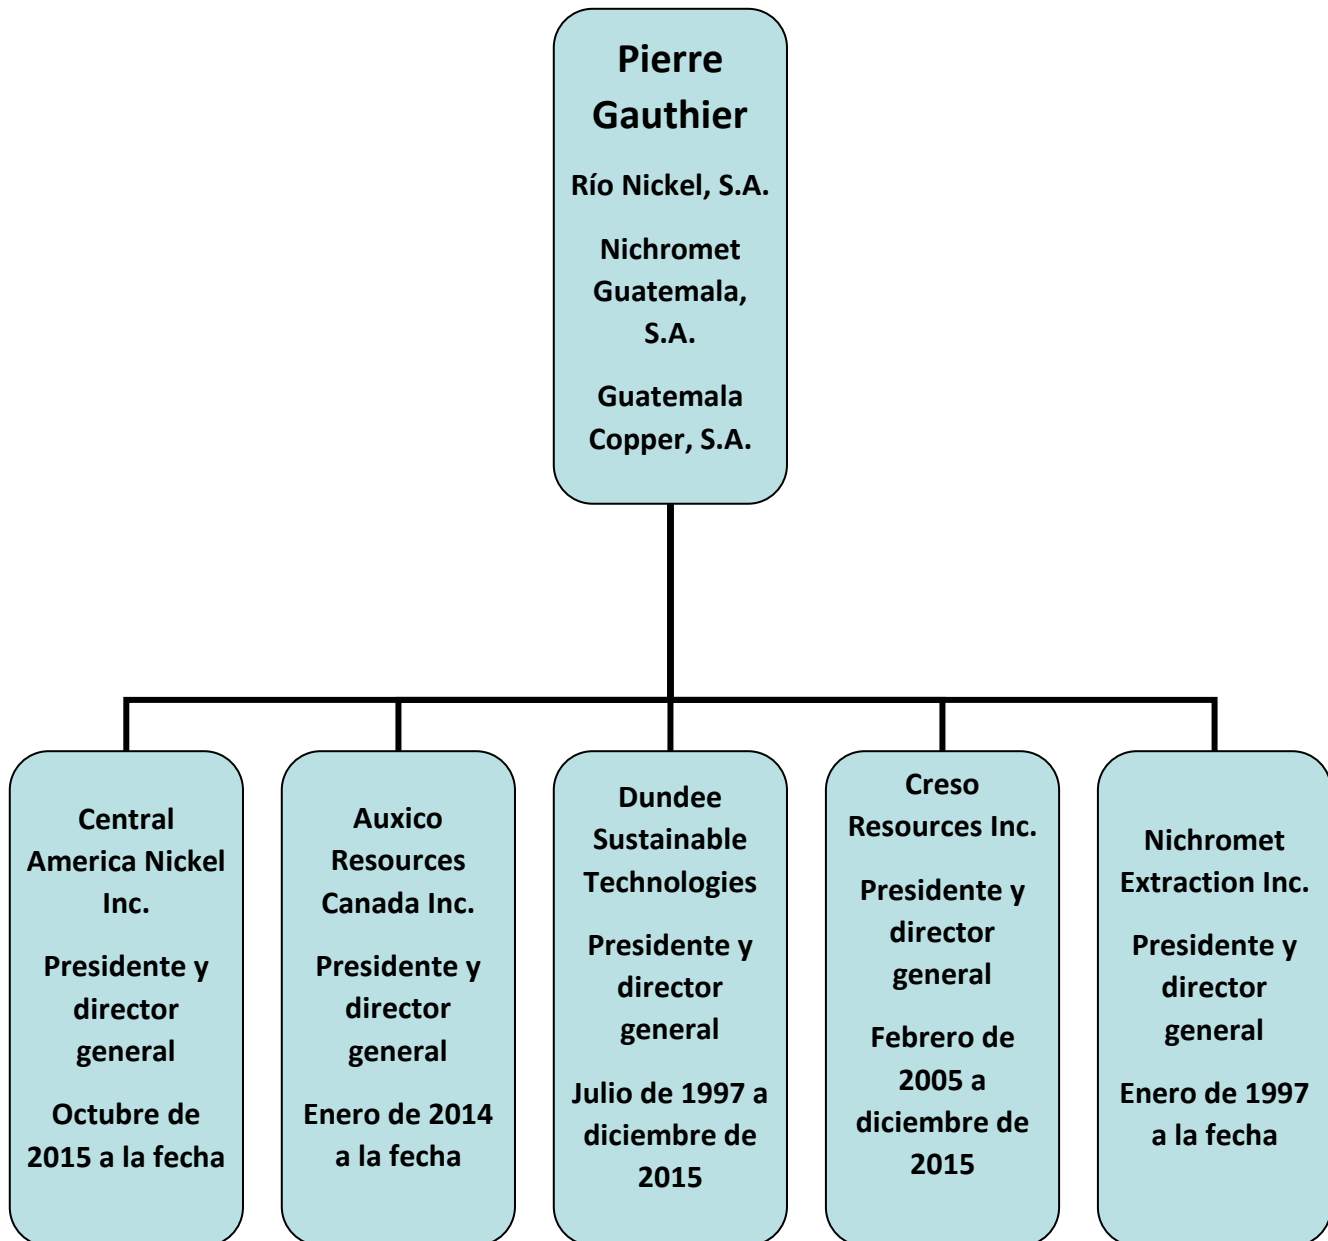 Pierre
Gauthier
Río Nickel, S.A.
Nichromet
Guatemala,
S.A.
Guatemala
Copper, S.A.
Central
America Nickel
Inc.
Presidente y
director
general
Octubre de
2015 a la fecha
Auxico
Resources
Canada Inc.
Presidente y
director
general
Enero de 2014
a la fecha
Dundee
Sustainable
Technologies
Presidente y
director
general
Julio de 1997 a
diciembre de
2015
Creso
Resources Inc.
Presidente y
director
general
Febrero de
2005 a
diciembre de
2015
Nichromet
Extraction Inc.
Presidente y
director
general
Enero de 1997
a la fecha